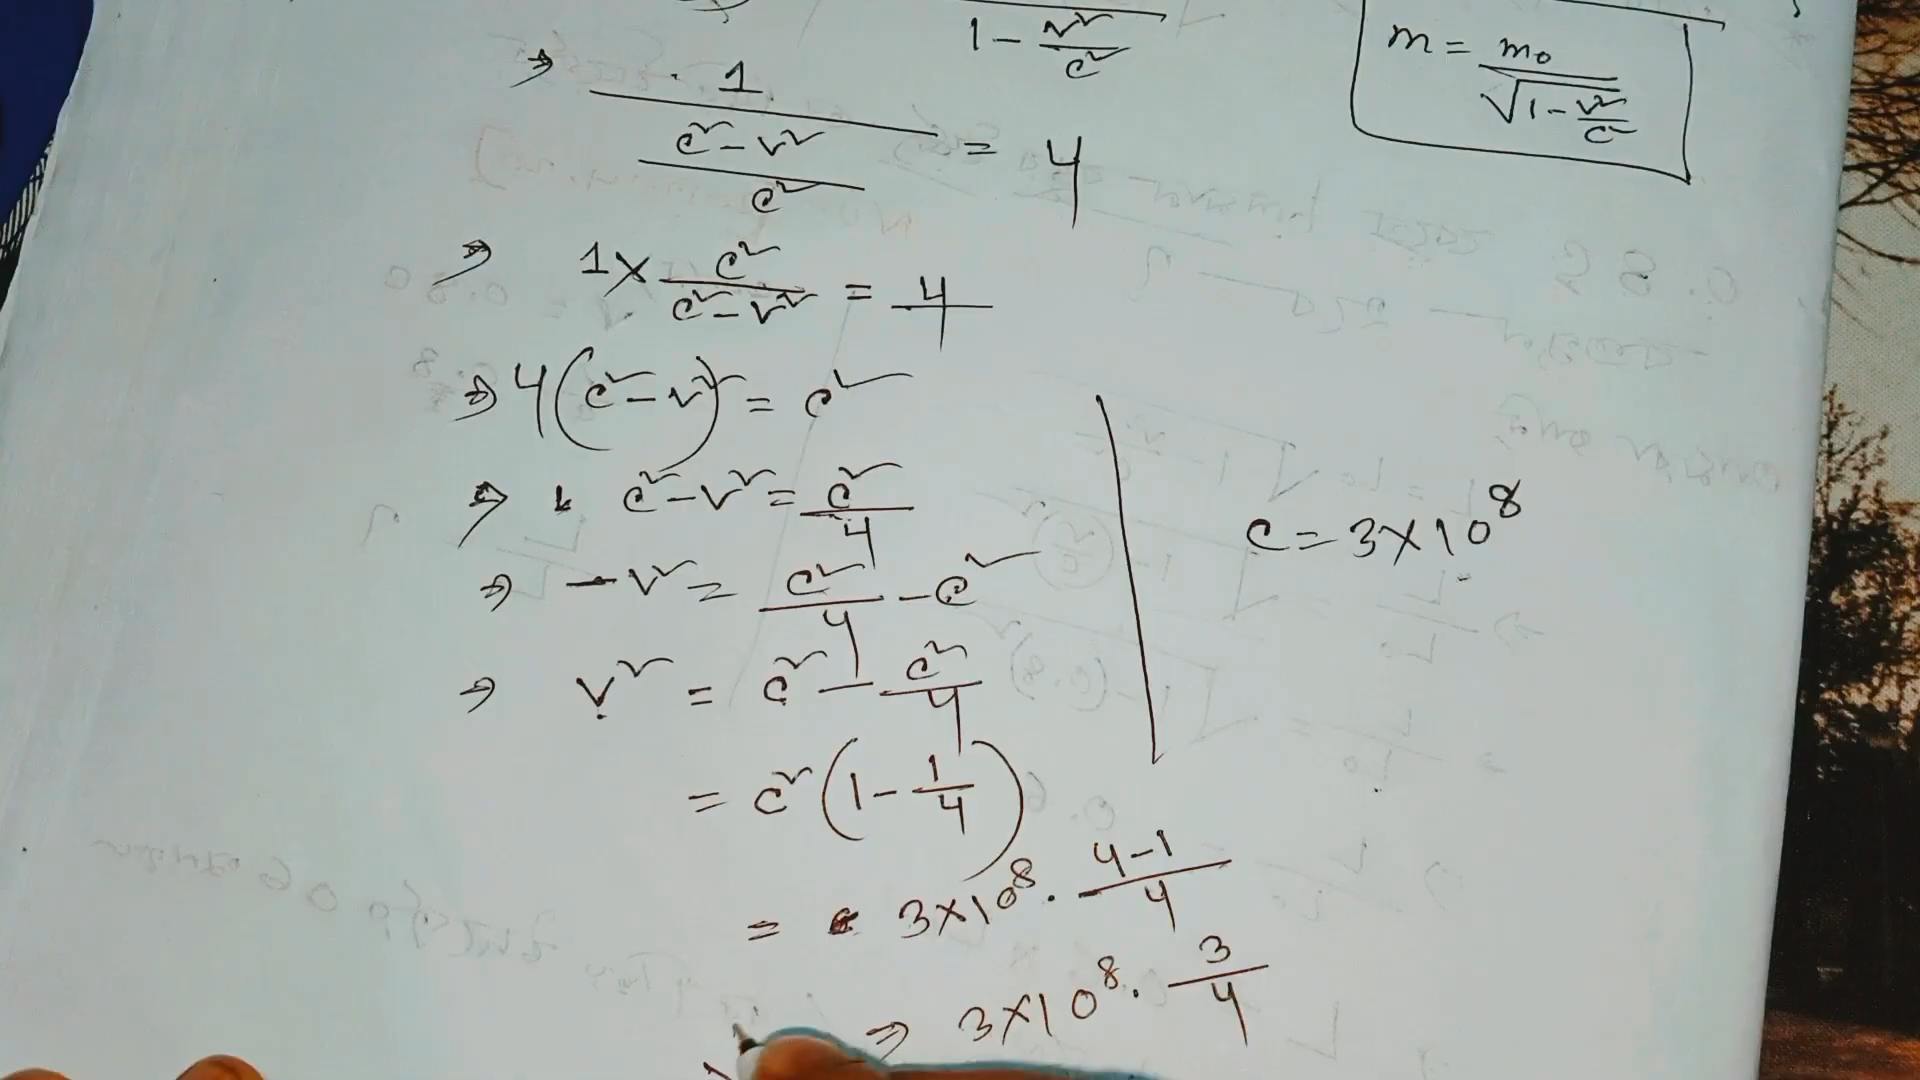 1 - v²/c²
m = m₀/√(1 - v²/c²)
⇒ 1/((c² - v²)/c²) = 4
⇒ 1 × c²/(c² - v²) = 4
⇒ 4(c² - v²) = c²
⇒ c² - v² = c²/4
c = 3×10⁸
⇒ -v² = c²/4 - c²
⇒ v² = c² - c²/4
= c²(1 - 1/4)
= 3×10⁸ · (4-1)/4
⇒ 3×10⁸ · 3/4